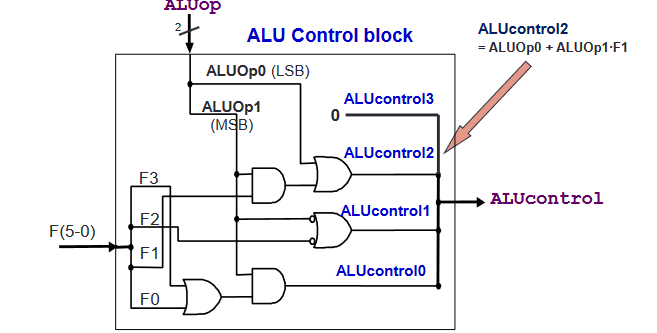 ALUop
2
ALU Control block
ALUcontrol2
= ALUOp0 + ALUOp1·F1
ALUOp0 (LSB)
ALUOp1
(MSB)
ALUcontrol3
0
ALUcontrol2
F3
ALUcontrol
F2
ALUcontrol1
F(5-0)
F1
ALUcontrol0
F0